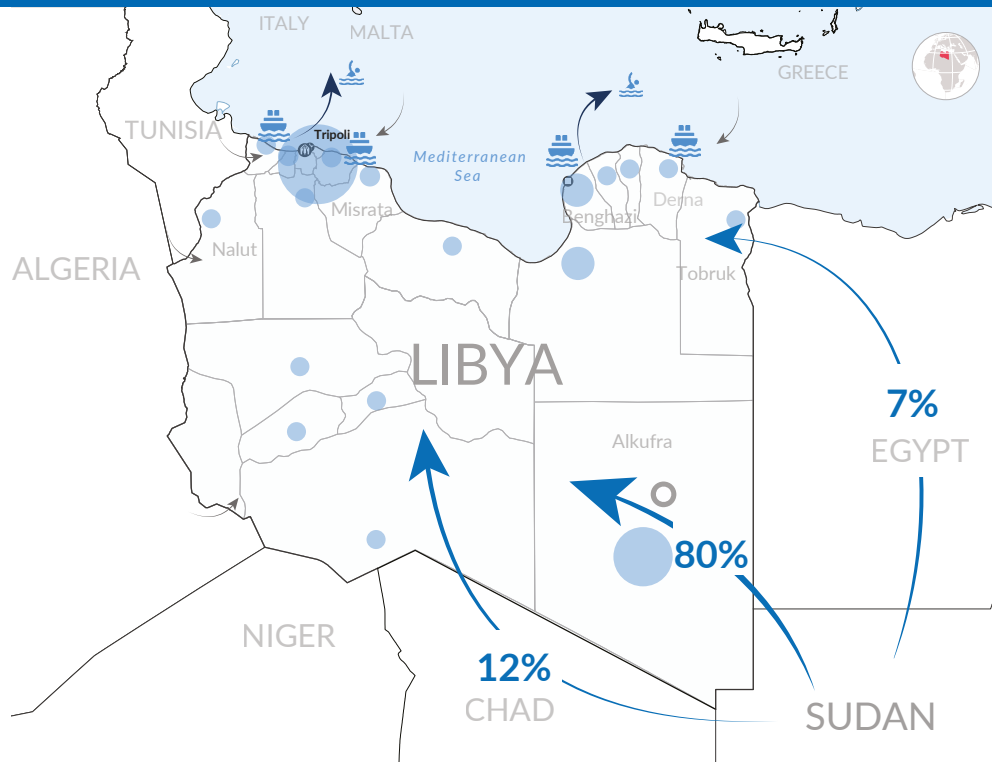 ITALY
MALTA
GREECE
TUNISIA
Tripoli
Mediterranean
Sea
Misrata
Benghazi
Derna
Nalut
ALGERIA
Tobruk
LIBYA
7%
EGYPT
Alkufra
80%
NIGER
12%
CHAD
SUDAN